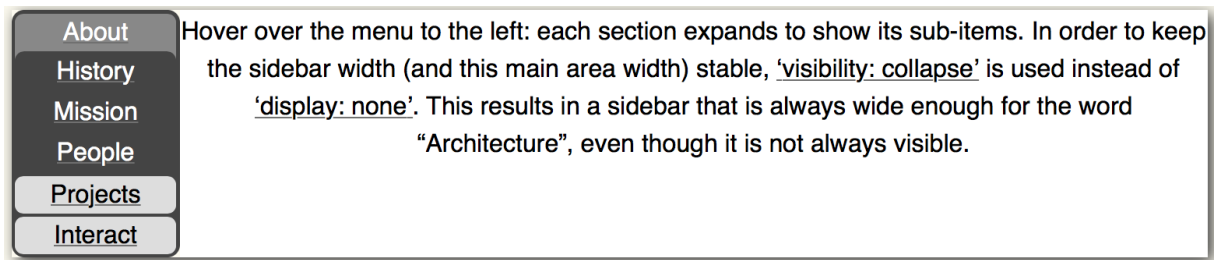 About
History
Mission
People
Projects
Interact
Hover over the menu to the left: each section expands to show its sub-items. In order to keep
the sidebar width (and this main area width) stable, ‘visibility: collapse’ is used instead of
‘display: none’. This results in a sidebar that is always wide enough for the word
“Architecture”, even though it is not always visible.